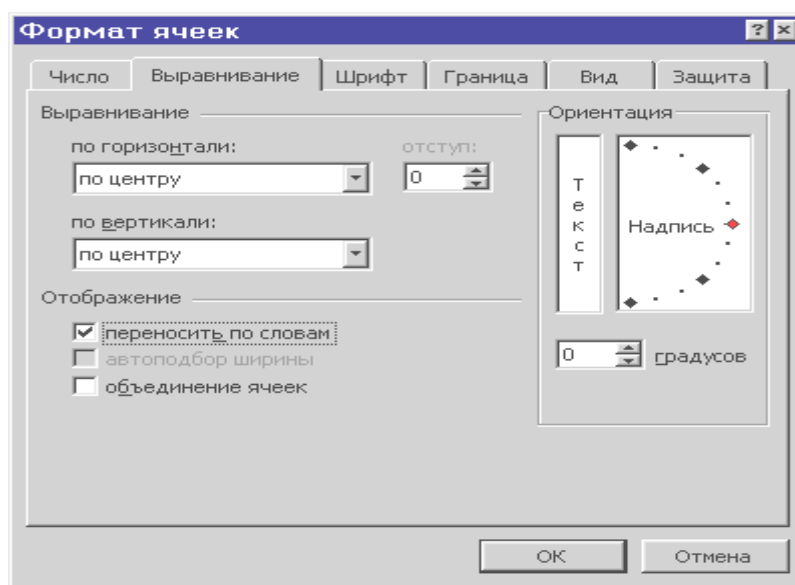 Формат ячеек
Число Выравнивание Шрифт Граница Вид Защита
Выравнивание
по горизонтали:
отступ:
по центру
0
по вертикали:
по центру
Отображение
переносить по словам
автоподбор ширины
объединение ячеек
Ориентация
Текст
Надпись
0 градусов
ОК Отмена